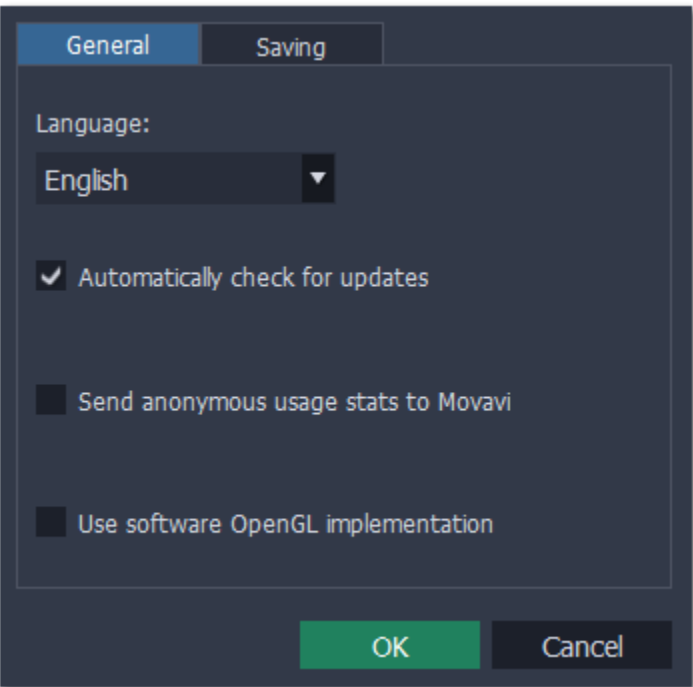 General Saving
Language:
English
Automatically check for updates
Send anonymous usage stats to Movavi
Use software OpenGL implementation
OK Cancel